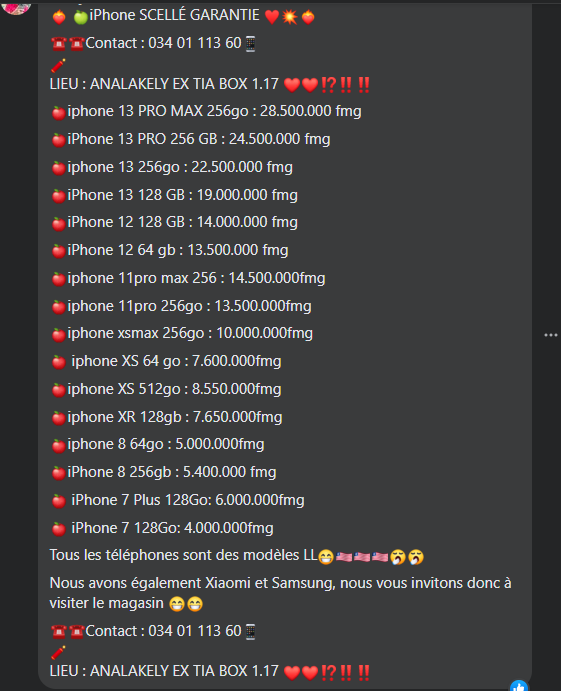 🍎 🍏iPhone SCELLÉ GARANTIE ❤️💥🍎
☎️☎️Contact : 034 01 113 60📱
🧨
LIEU : ANALAKELY EX TIA BOX 1.17 ❤️❤️⁉️‼️‼️
🍎iphone 13 PRO MAX 256go : 28.500.000 fmg
🍎iPhone 13 PRO 256 GB : 24.500.000 fmg
🍎iphone 13 256go : 22.500.000 fmg
🍎iPhone 13 128 GB : 19.000.000 fmg
🍎iPhone 12 128 GB : 14.000.000 fmg
🍎iPhone 12 64 gb : 13.500.000 fmg
🍎iphone 11pro max 256 : 14.500.000fmg
🍎iphone 11pro 256go : 13.500.000fmg
🍎iphone xsmax 256go : 10.000.000fmg
🍎 iphone XS 64 go : 7.600.000fmg
🍎iphone XS 512go : 8.550.000fmg
🍎iphone XR 128gb : 7.650.000fmg
🍎iphone 8 64go : 5.000.000fmg
🍎iPhone 8 256gb : 5.400.000 fmg
🍎 iPhone 7 Plus 128Go: 6.000.000fmg
🍎 iPhone 7 128Go: 4.000.000fmg
Tous les téléphones sont des modèles LL😁🇺🇸🇺🇸🇺🇸🥱🥱
Nous avons également Xiaomi et Samsung, nous vous invitons donc à
visiter le magasin 😁😁
☎️☎️Contact : 034 01 113 60📱
🧨
LIEU : ANALAKELY EX TIA BOX 1.17 ❤️❤️⁉️‼️‼️